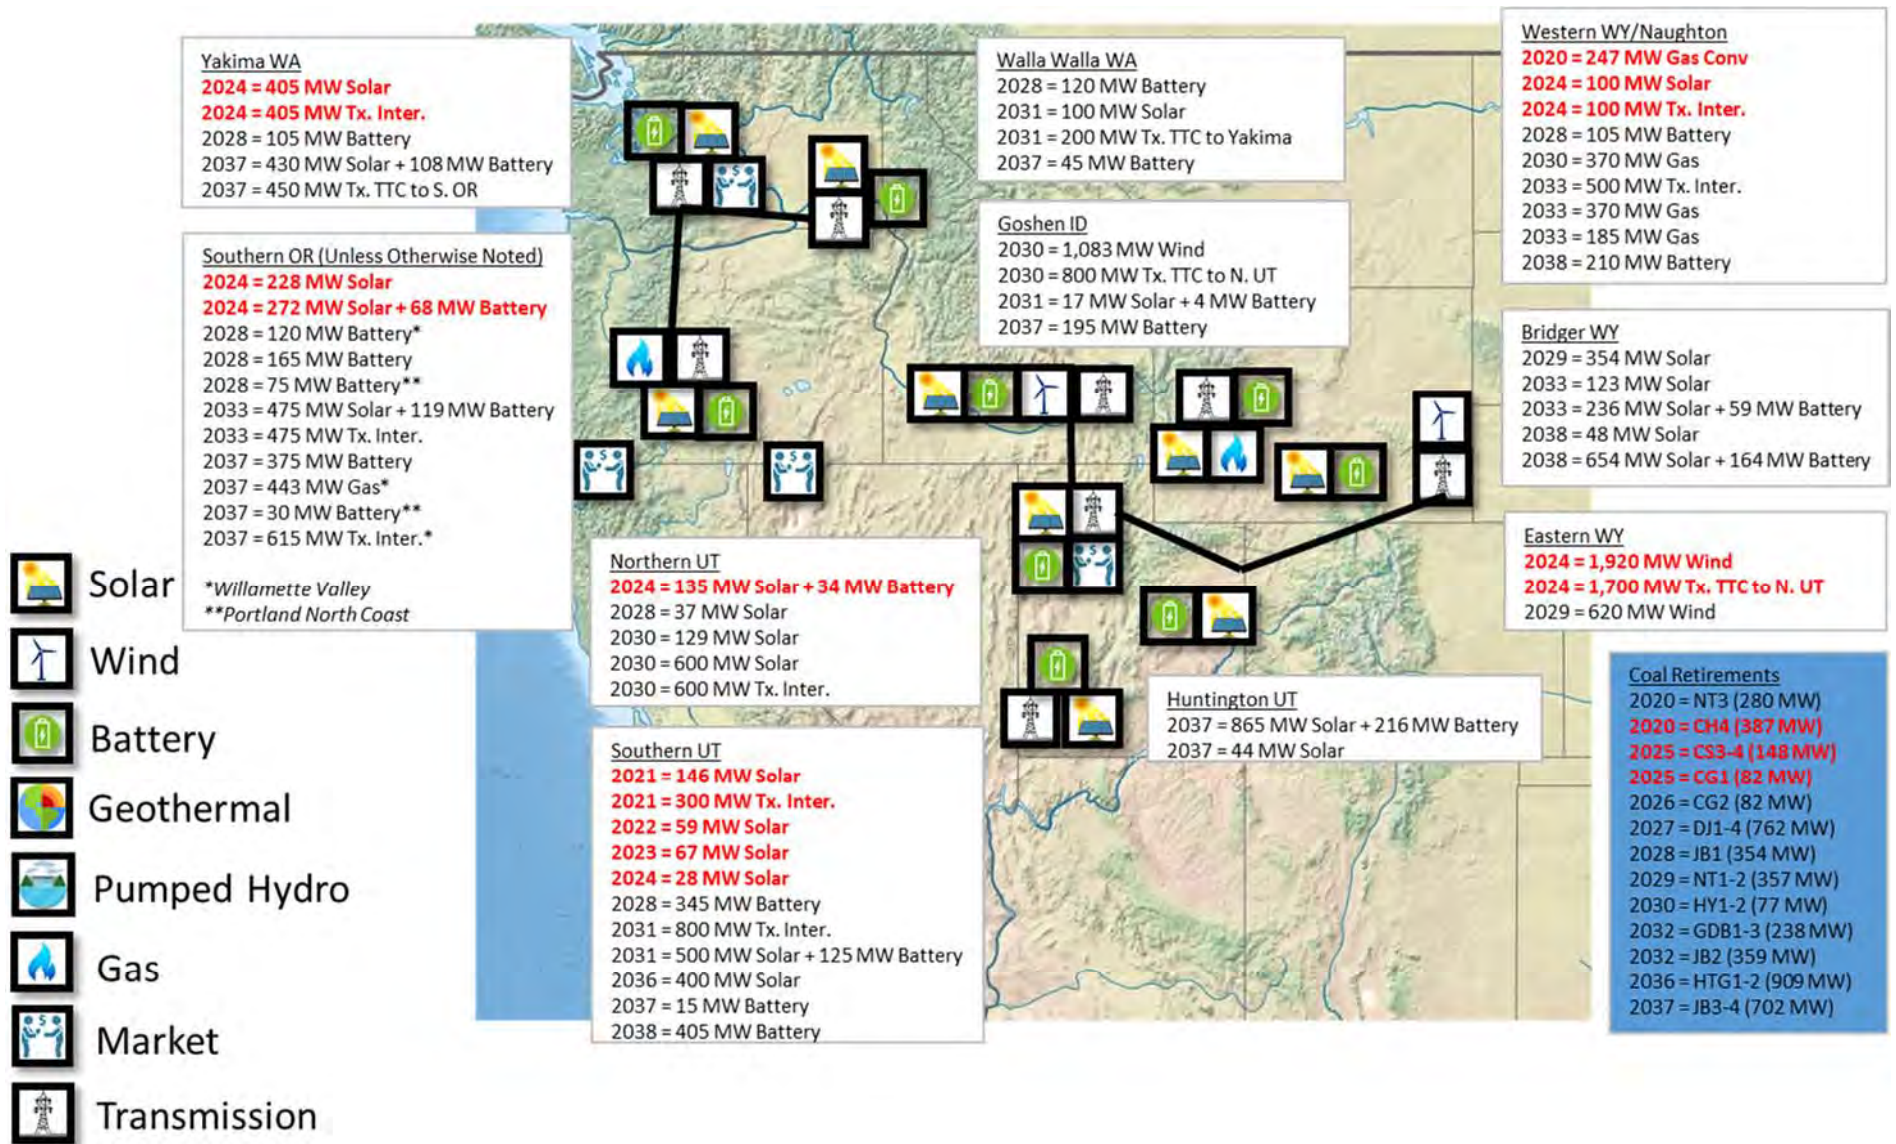 Yakima WA
2024 = 405 MW Solar
2024 = 405 MW Tx. Inter.
2028 = 105 MW Battery
2037 = 430 MW Solar + 108 MW Battery
2037 = 450 MW Tx. TTC to S. OR
Southern OR (Unless Otherwise Noted)
2024 = 228 MW Solar
2024 = 272 MW Solar + 68 MW Battery
2028 = 120 MW Battery*
2028 = 165 MW Battery
2028 = 75 MW Battery**
2033 = 475 MW Solar + 119 MW Battery
2033 = 475 MW Tx. Inter.
2037 = 375 MW Battery
2037 = 443 MW Gas*
2037 = 30 MW Battery**
2037 = 615 MW Tx. Inter.*
*Willamette Valley
**Portland North Coast
Walla Walla WA
2028 = 120 MW Battery
2031 = 100 MW Solar
2031 = 200 MW Tx. TTC to Yakima
2037 = 45 MW Battery
Goshen ID
2030 = 1,083 MW Wind
2030 = 800 MW Tx. TTC to N. UT
2031 = 17 MW Solar + 4 MW Battery
2037 = 195 MW Battery
Western WY/Naughton
2020 = 247 MW Gas Conv
2024 = 100 MW Solar
2024 = 100 MW Tx. Inter.
2028 = 105 MW Battery
2030 = 370 MW Gas
2033 = 500 MW Tx. Inter.
2033 = 370 MW Gas
2033 = 185 MW Gas
2038 = 210 MW Battery
Bridger WY
2029 = 354 MW Solar
2033 = 123 MW Solar
2033 = 236 MW Solar + 59 MW Battery
2038 = 48 MW Solar
2038 = 654 MW Solar + 164 MW Battery
Eastern WY
2024 = 1,920 MW Wind
2024 = 1,700 MW Tx. TTC to N. UT
2029 = 620 MW Wind
Northern UT
2024 = 135 MW Solar + 34 MW Battery
2028 = 37 MW Solar
2030 = 129 MW Solar
2030 = 600 MW Solar
2030 = 600 MW Tx. Inter.
Southern UT
2021 = 146 MW Solar
2021 = 300 MW Tx. Inter.
2022 = 59 MW Solar
2023 = 67 MW Solar
2024 = 28 MW Solar
2028 = 345 MW Battery
2031 = 800 MW Tx. Inter.
2031 = 500 MW Solar + 125 MW Battery
2036 = 400 MW Solar
2037 = 15 MW Battery
2038 = 405 MW Battery
Huntington UT
2037 = 865 MW Solar + 216 MW Battery
2037 = 44 MW Solar
Coal Retirements
2020 = NT3 (280 MW)
2020 = CH4 (387 MW)
2025 = CS3-4 (148 MW)
2025 = CG1 (82 MW)
2026 = CG2 (82 MW)
2027 = DJ1-4 (762 MW)
2028 = JB1 (354 MW)
2029 = NT1-2 (357 MW)
2030 = HY1-2 (77 MW)
2032 = GDB1-3 (238 MW)
2032 = JB2 (359 MW)
2036 = HTG1-2 (909 MW)
2037 = JB3-4 (702 MW)
Solar
Wind
Battery
Geothermal
Pumped Hydro
Gas
Market
Transmission